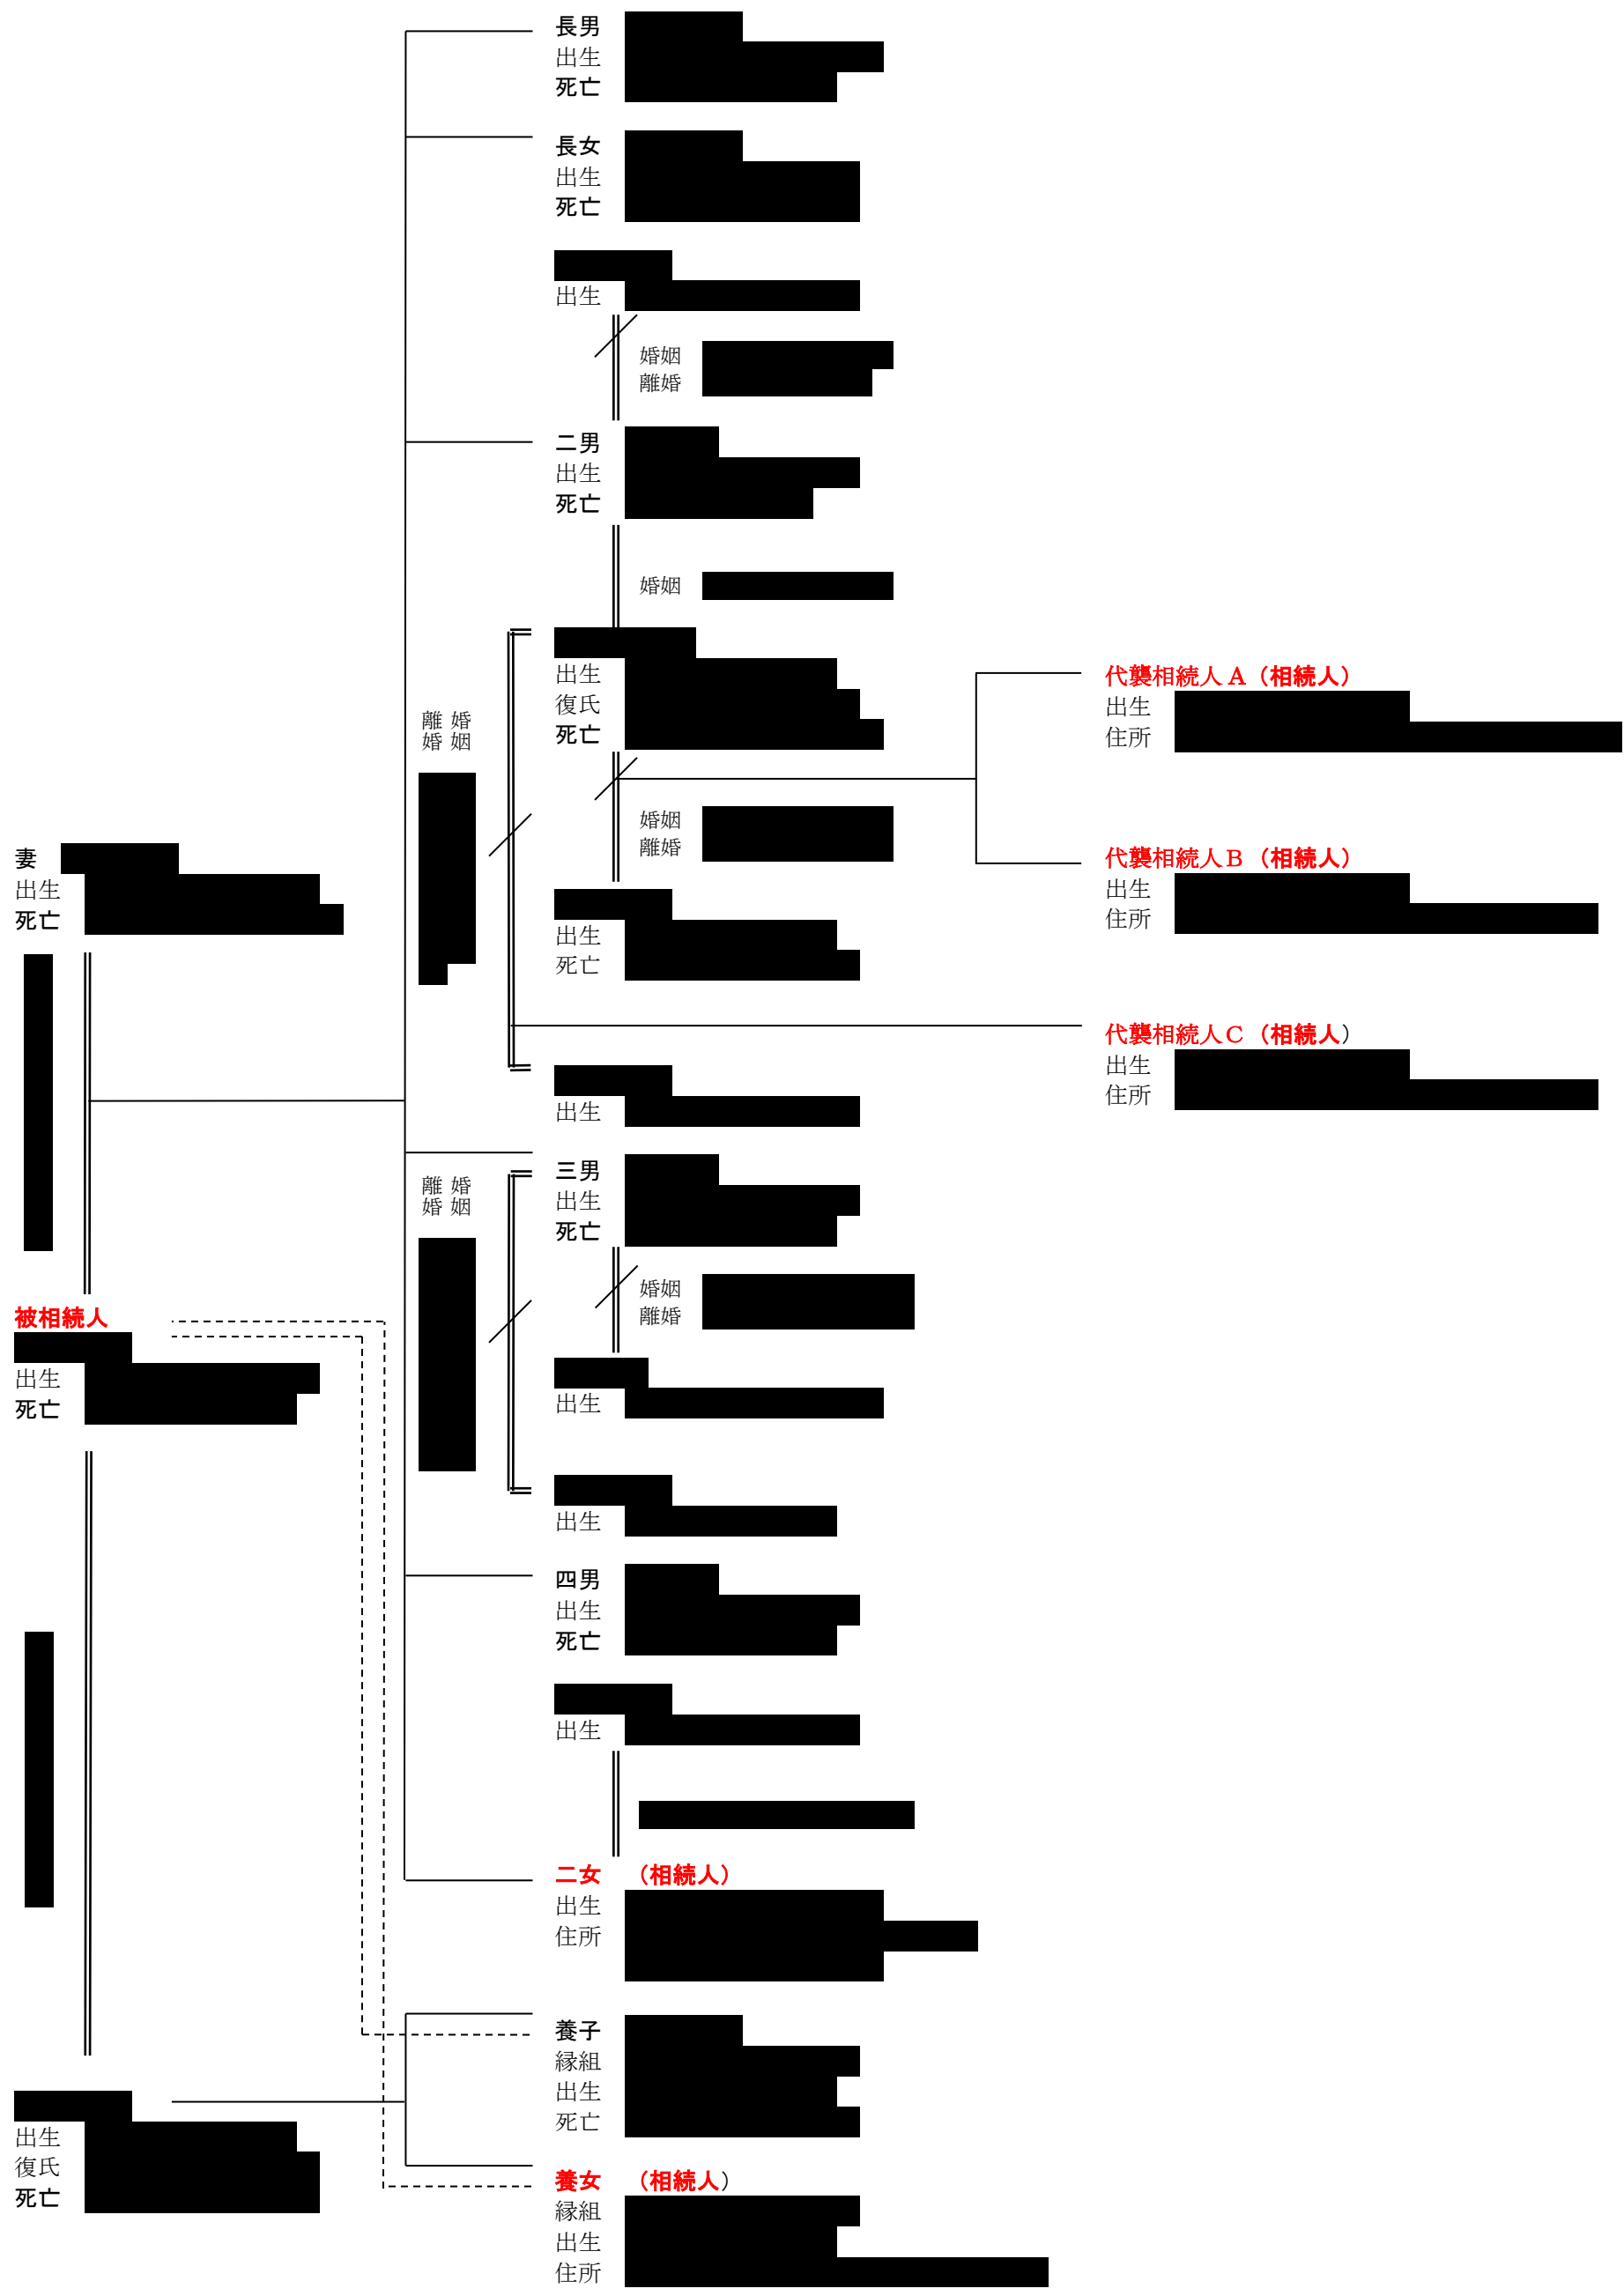 長男
出生
死亡
長女
出生
死亡
出生
婚姻
離婚
二男
出生
死亡
婚姻
出生
復氏
死亡
離 婚
婚 姻
婚姻
離婚
出生
死亡
出生
代襲相続人A（相続人）
出生
住所
代襲相続人B（相続人）
出生
住所
代襲相続人C（相続人）
出生
住所
妻
出生
死亡
三男
出生
死亡
離 婚
婚 姻
婚姻
離婚
出生
出生
被相続人
出生
死亡
四男
出生
死亡
出生
二女 （相続人）
出生
住所
養子
縁組
出生
死亡
出生
復氏
死亡
養女 （相続人）
縁組
出生
住所